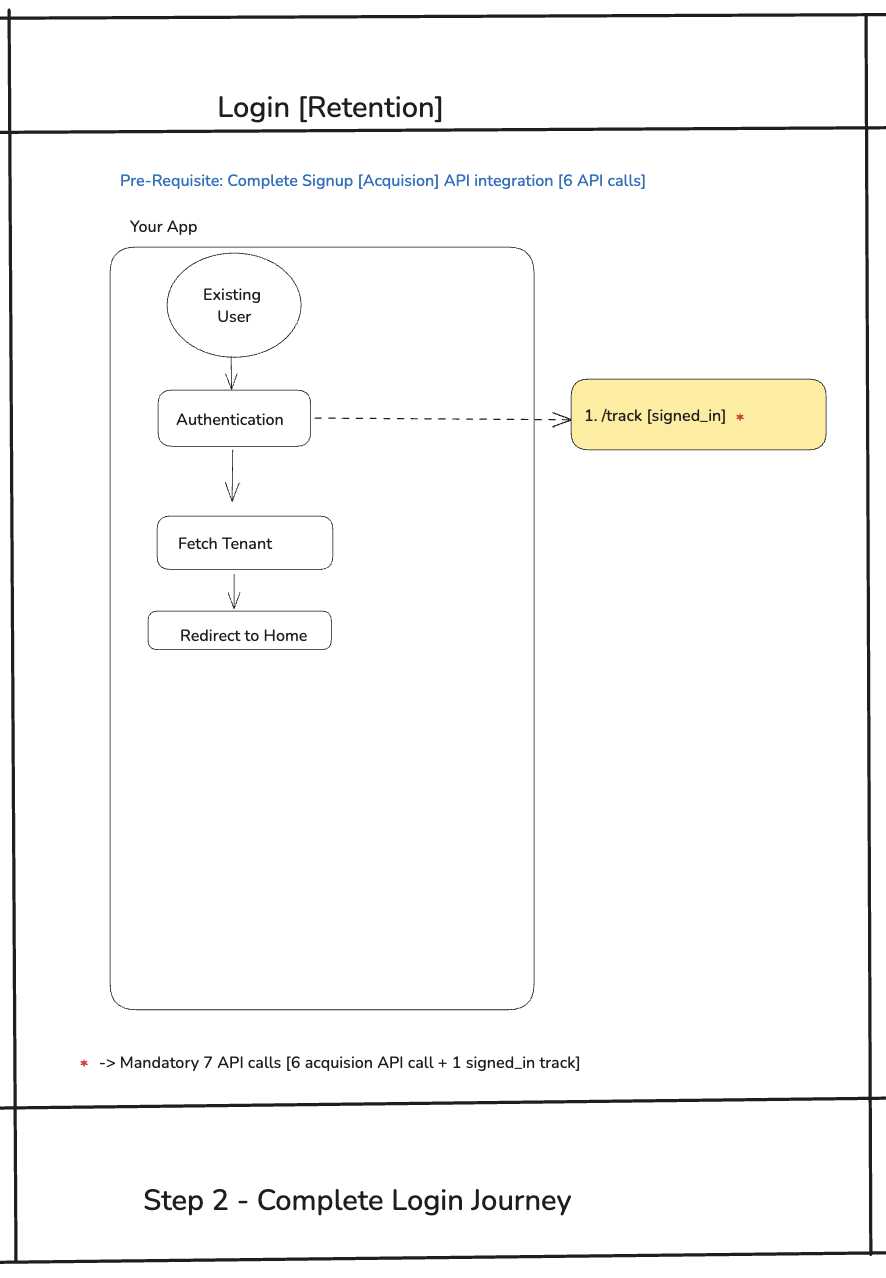 Login [Retention]
Pre-Requisite: Complete Signup [Acquision] API integration [6 API calls]
Your App
Existing
User
Authentication
1. /track [signed_in] *
Fetch Tenant
Redirect to Home
* -> Mandatory 7 API calls [6 acquision API call + 1 signed_in track]
Step 2 - Complete Login Journey